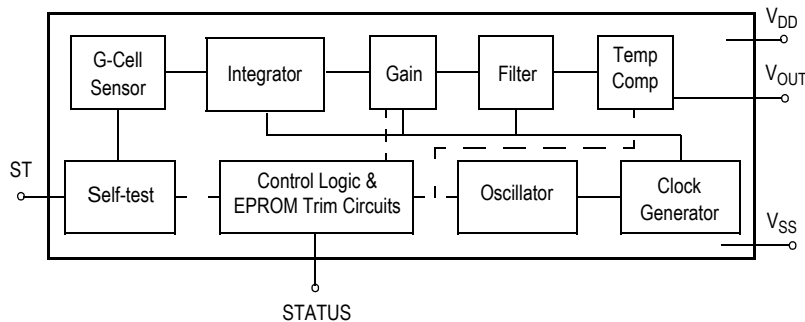 V_DD
G-Cell
Sensor
Integrator
Gain
Filter
Temp
Comp
V_OUT
ST
Self-test
Control Logic &
EPROM Trim Circuits
Oscillator
Clock
Generator
V_SS
STATUS